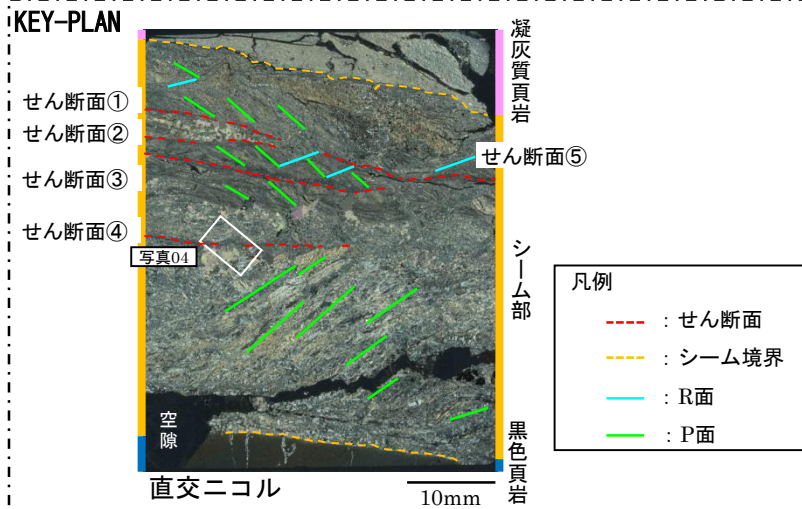 KEY-PLAN
せん断面①
せん断面②
せん断面③
せん断面④
写真04
せん断面⑤
凝灰質頁岩
シーム部
黒色頁岩
空隙
直交ニコル
10mm
凡例
：せん断面
：シーム境界
：R面
：P面